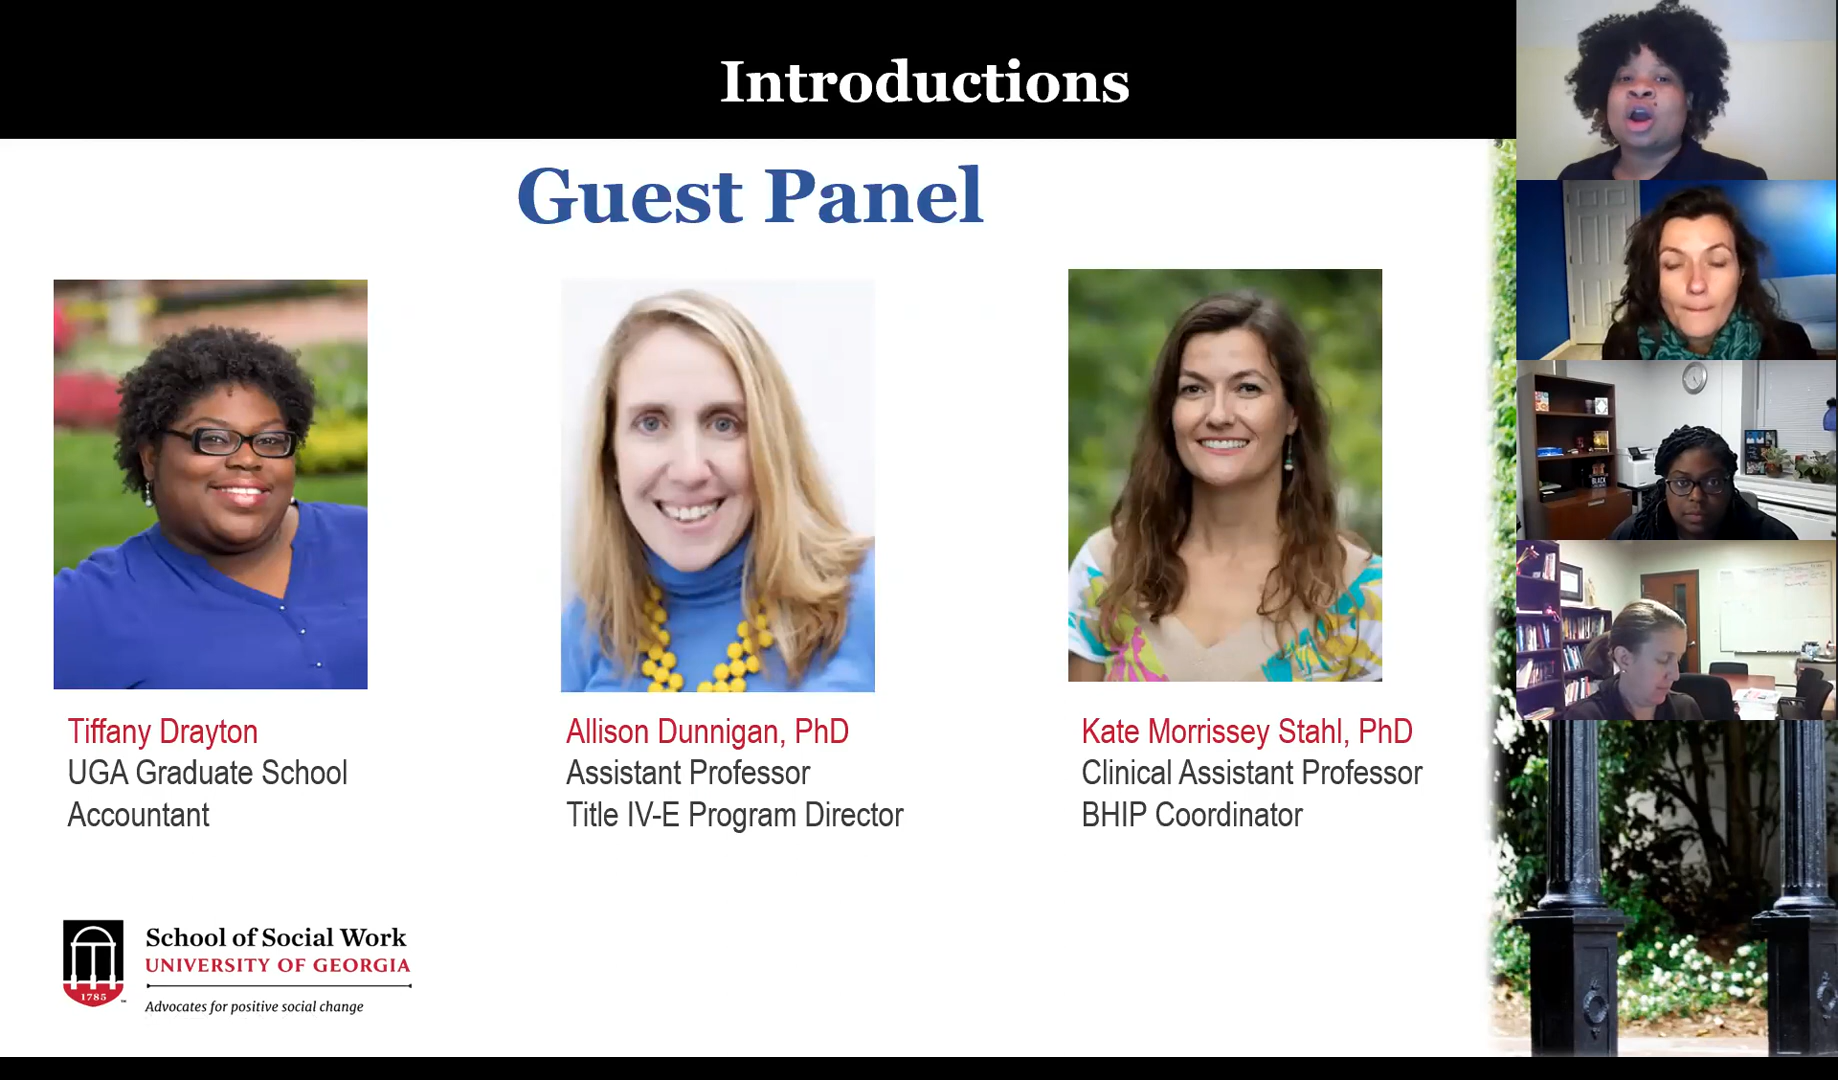 Introductions
Guest Panel
Tiffany Drayton
UGA Graduate School
Accountant
Allison Dunnigan, PhD
Assistant Professor
Title IV-E Program Director
Kate Morrissey Stahl, PhD
Clinical Assistant Professor
BHIP Coordinator
1785
School of Social Work
UNIVERSITY OF GEORGIA
Advocates for positive social change
BLACK